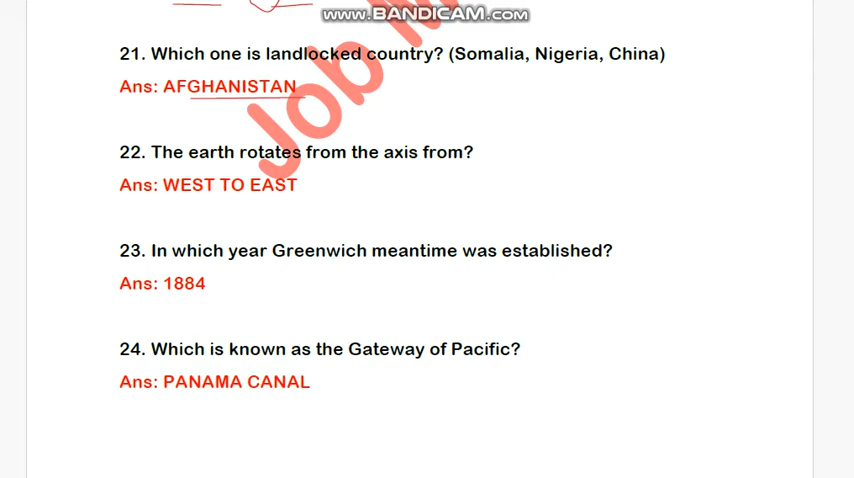 www.BANDICAM.com
21. Which one is landlocked country? (Somalia, Nigeria, China)
Ans: AFGHANISTAN
Job M
22. The earth rotates from the axis from?
Ans: WEST TO EAST
23. In which year Greenwich meantime was established?
Ans: 1884
24. Which is known as the Gateway of Pacific?
Ans: PANAMA CANAL